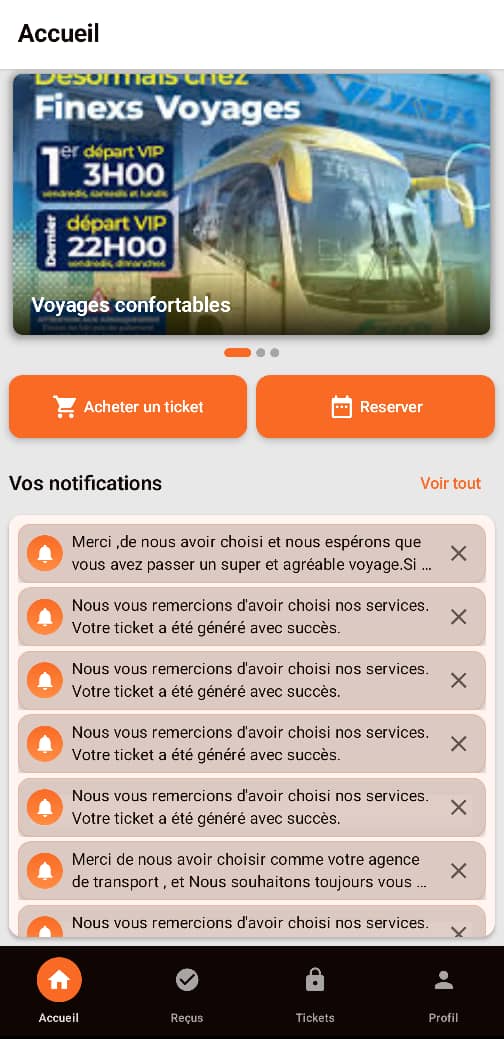 Accueil
Désormais chez
Finexs Voyages
1er départ VIP
3H00
vendredis, samedis et lundis
Dernier
départ VIP
22H00
vendredis, dimanches
Voyages confortables
Acheter un ticket
Reserver
Vos notifications
Voir tout
Merci ,de nous avoir choisi et nous espérons que
vous avez passer un super et agréable voyage.Si ...
Nous vous remercions d'avoir choisi nos services.
Votre ticket a été généré avec succès.
Nous vous remercions d'avoir choisi nos services.
Votre ticket a été généré avec succès.
Nous vous remercions d'avoir choisi nos services.
Votre ticket a été généré avec succès.
Nous vous remercions d'avoir choisi nos services.
Votre ticket a été généré avec succès.
Merci de nous avoir choisir comme votre agence
de transport , et Nous souhaitons toujours vous ...
Nous vous remercions d'avoir choisi nos services.
Accueil
Reçus
Tickets
Profil